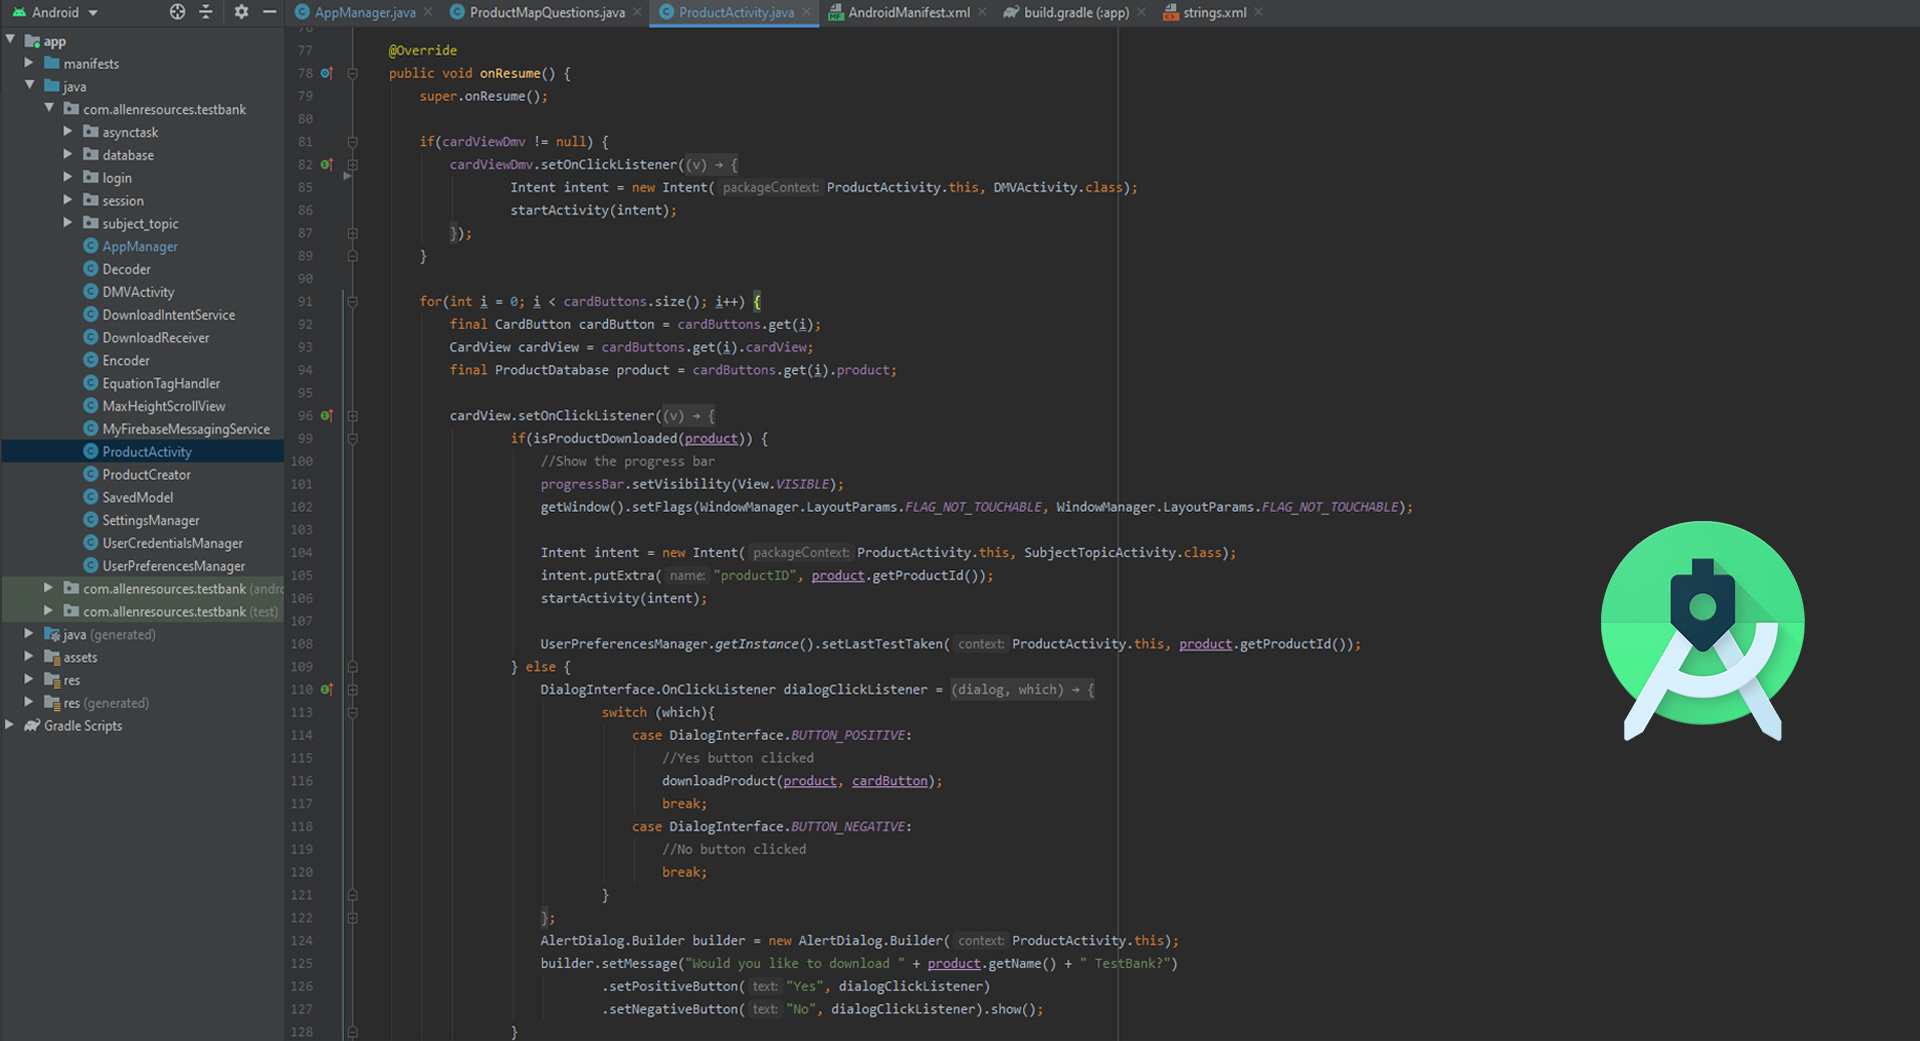 Android
AppManager.java
ProductMapQuestions.java
ProductActivity.java
AndroidManifest.xml
build.gradle (:app)
strings.xml
app
manifests
java
com.allenresources.testbank
asynctask
database
login
session
subject_topic
AppManager
Decoder
DMVActivity
DownloadIntentService
DownloadReceiver
Encoder
EquationTagHandler
MaxHeightScrollView
MyFirebaseMessagingService
ProductActivity
ProductCreator
SavedModel
SettingsManager
UserCredentialsManager
UserPreferencesManager
com.allenresources.testbank (andro
com.allenresources.testbank (test)
java (generated)
assets
res
res (generated)
Gradle Scripts
77 @Override
78 public void onResume() {
79 super.onResume();
80
81 if(cardViewDmv != null) {
82 cardViewDmv.setOnClickListener((v) → {
85 Intent intent = new Intent( packageContext: ProductActivity.this, DMVActivity.class);
86 startActivity(intent);
87 });
89 }
90
91 for(int i = 0; i < cardButtons.size(); i++) {
92 final CardButton cardButton = cardButtons.get(i);
93 CardView cardView = cardButtons.get(i).cardView;
94 final ProductDatabase product = cardButtons.get(i).product;
95
96 cardView.setOnClickListener((v) → {
99 if(isProductDownloaded(product)) {
100 //Show the progress bar
101 progressBar.setVisibility(View.VISIBLE);
102 getWindow().setFlags(WindowManager.LayoutParams.FLAG_NOT_TOUCHABLE, WindowManager.LayoutParams.FLAG_NOT_TOUCHABLE);
103
104 Intent intent = new Intent( packageContext: ProductActivity.this, SubjectTopicActivity.class);
105 intent.putExtra( name: "productID", product.getProductId());
106 startActivity(intent);
107
108 UserPreferencesManager.getInstance().setLastTestTaken( context: ProductActivity.this, product.getProductId());
109 } else {
110 DialogInterface.OnClickListener dialogClickListener = (dialog, which) → {
113 switch (which){
114 case DialogInterface.BUTTON_POSITIVE:
115 //Yes button clicked
116 downloadProduct(product, cardButton);
117 break;
118 case DialogInterface.BUTTON_NEGATIVE:
119 //No button clicked
120 break;
121 }
122 };
124 AlertDialog.Builder builder = new AlertDialog.Builder( context: ProductActivity.this);
125 builder.setMessage("Would you like to download " + product.getName() + " TestBank?")
126 .setPositiveButton( text: "Yes", dialogClickListener)
127 .setNegativeButton( text: "No", dialogClickListener).show();
128 }